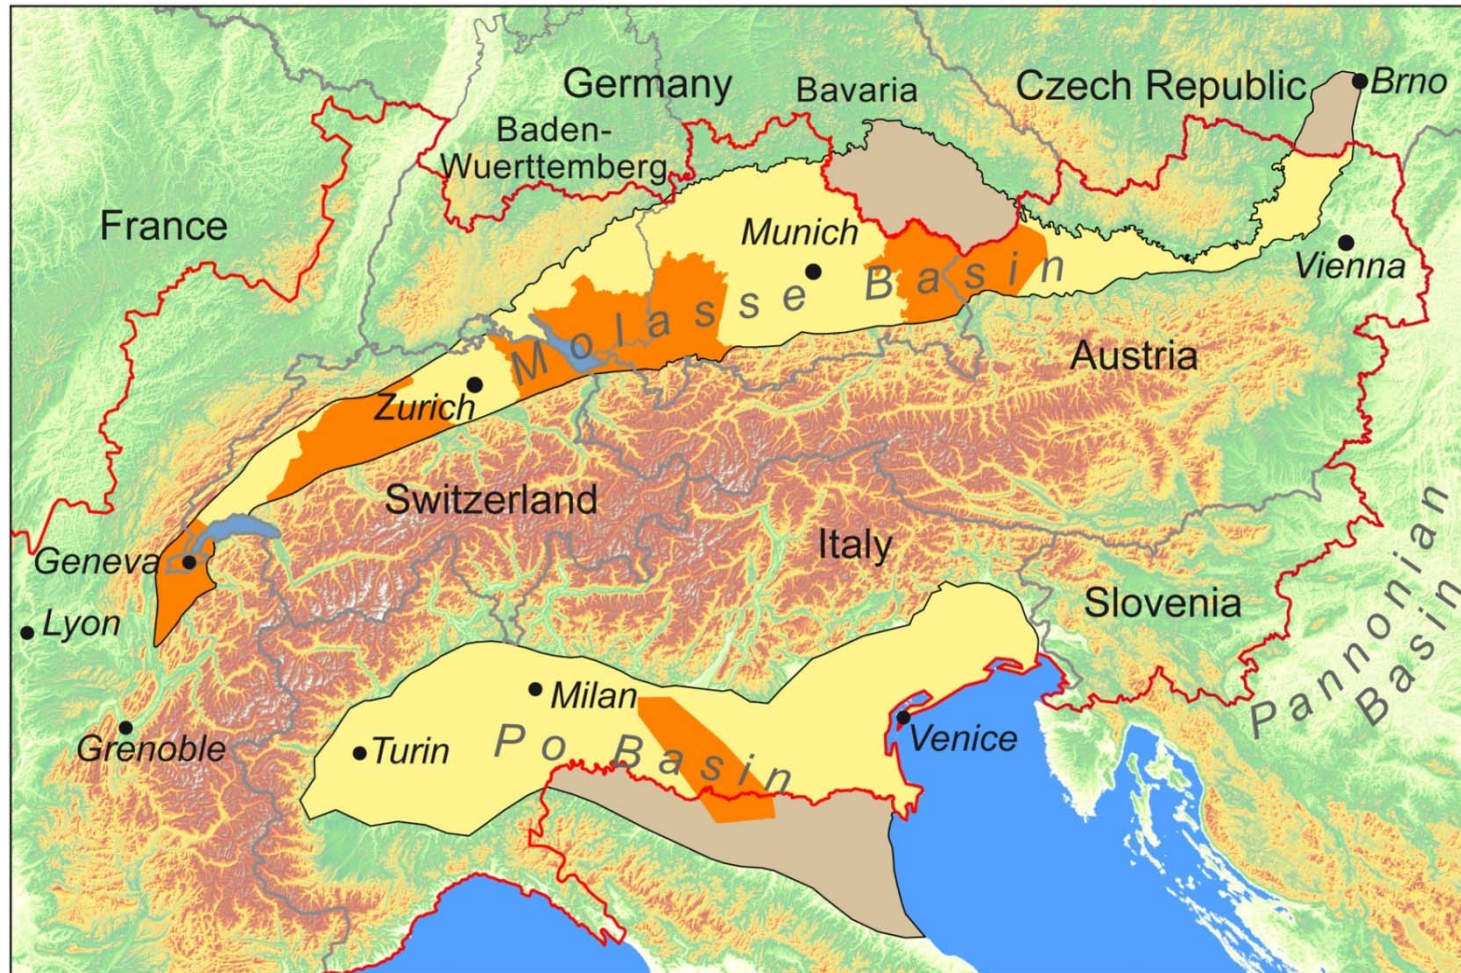 Germany
Bavaria
Czech Republic
Brno
Baden-
Wuerttemberg
France
Munich
Vienna
Molasse Basin
Austria
Zurich
Switzerland
Italy
Geneva
Slovenia
Lyon
Pannonian
Basin
Milan
Grenoble
Turin
Po Basin
Venice